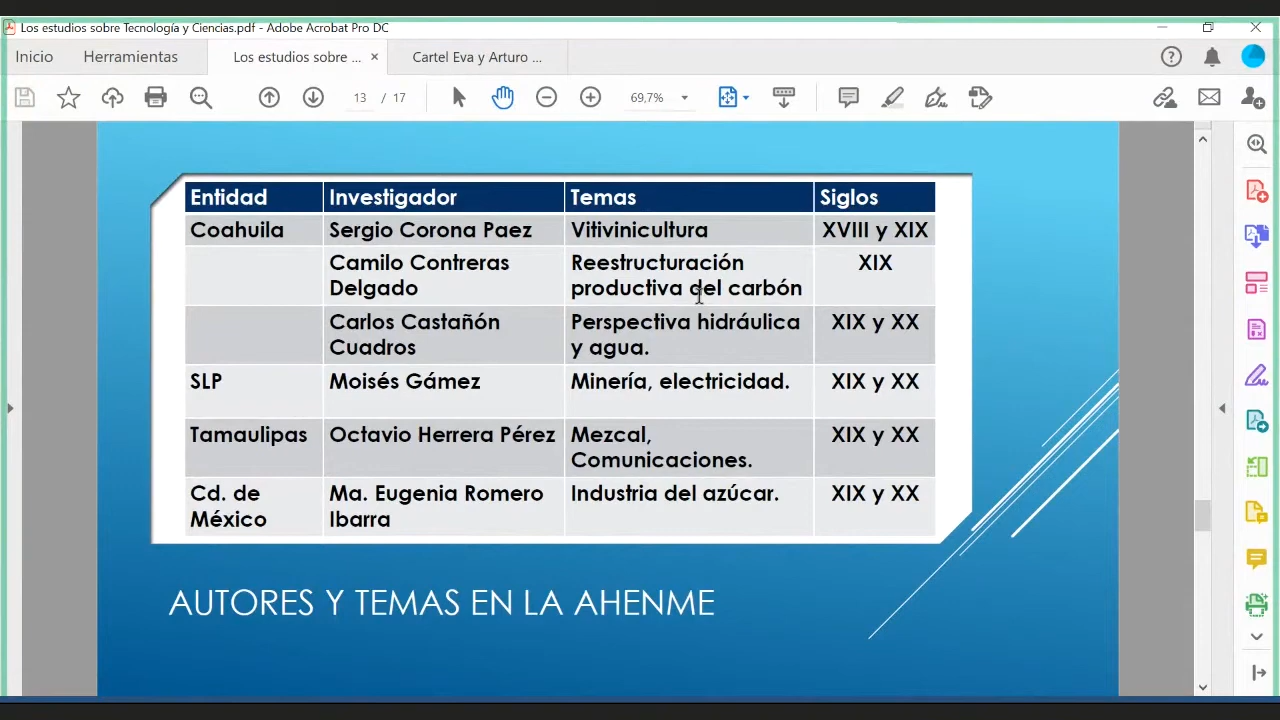 Los estudios sobre Tecnología y Ciencias.pdf - Adobe Acrobat Pro DC
Inicio Herramientas Los estudios sobre ... × Cartel Eva y Arturo ...
13 / 17 69,7%
Entidad Investigador Temas Siglos
Coahuila Sergio Corona Paez Vitivinicultura XVIII y XIX
Camilo Contreras Reestructuración XIX
Delgado productiva del carbón
Carlos Castañón Perspectiva hidráulica XIX y XX
Cuadros y agua.
SLP Moisés Gámez Minería, electricidad. XIX y XX
Tamaulipas Octavio Herrera Pérez Mezcal, XIX y XX
Comunicaciones.
Cd. de Ma. Eugenia Romero Industria del azúcar. XIX y XX
México Ibarra
AUTORES Y TEMAS EN LA AHENME